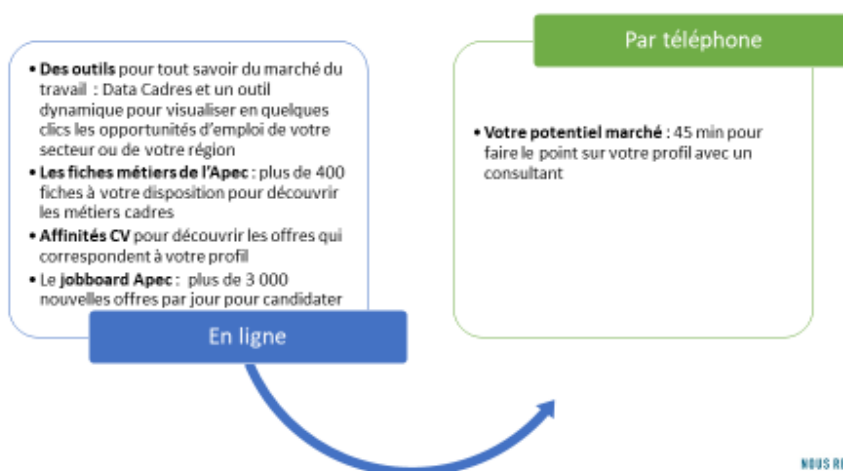 • Des outils pour tout savoir du marché du
travail : Data Cadres et un outil
dynamique pour visualiser en quelques
clics les opportunités d'emploi de votre
secteur ou de votre région
• Les fiches métiers de l'Apec : plus de 400
fiches à votre disposition pour découvrir
les métiers cadres
• Affinités CV pour découvrir les offres qui
correspondent à votre profil
• Le jobboard Apec : plus de 3 000
nouvelles offres par jour pour candidater
En ligne
Par téléphone
• Votre potentiel marché : 45 min pour
faire le point sur votre profil avec un
consultant
NOUS